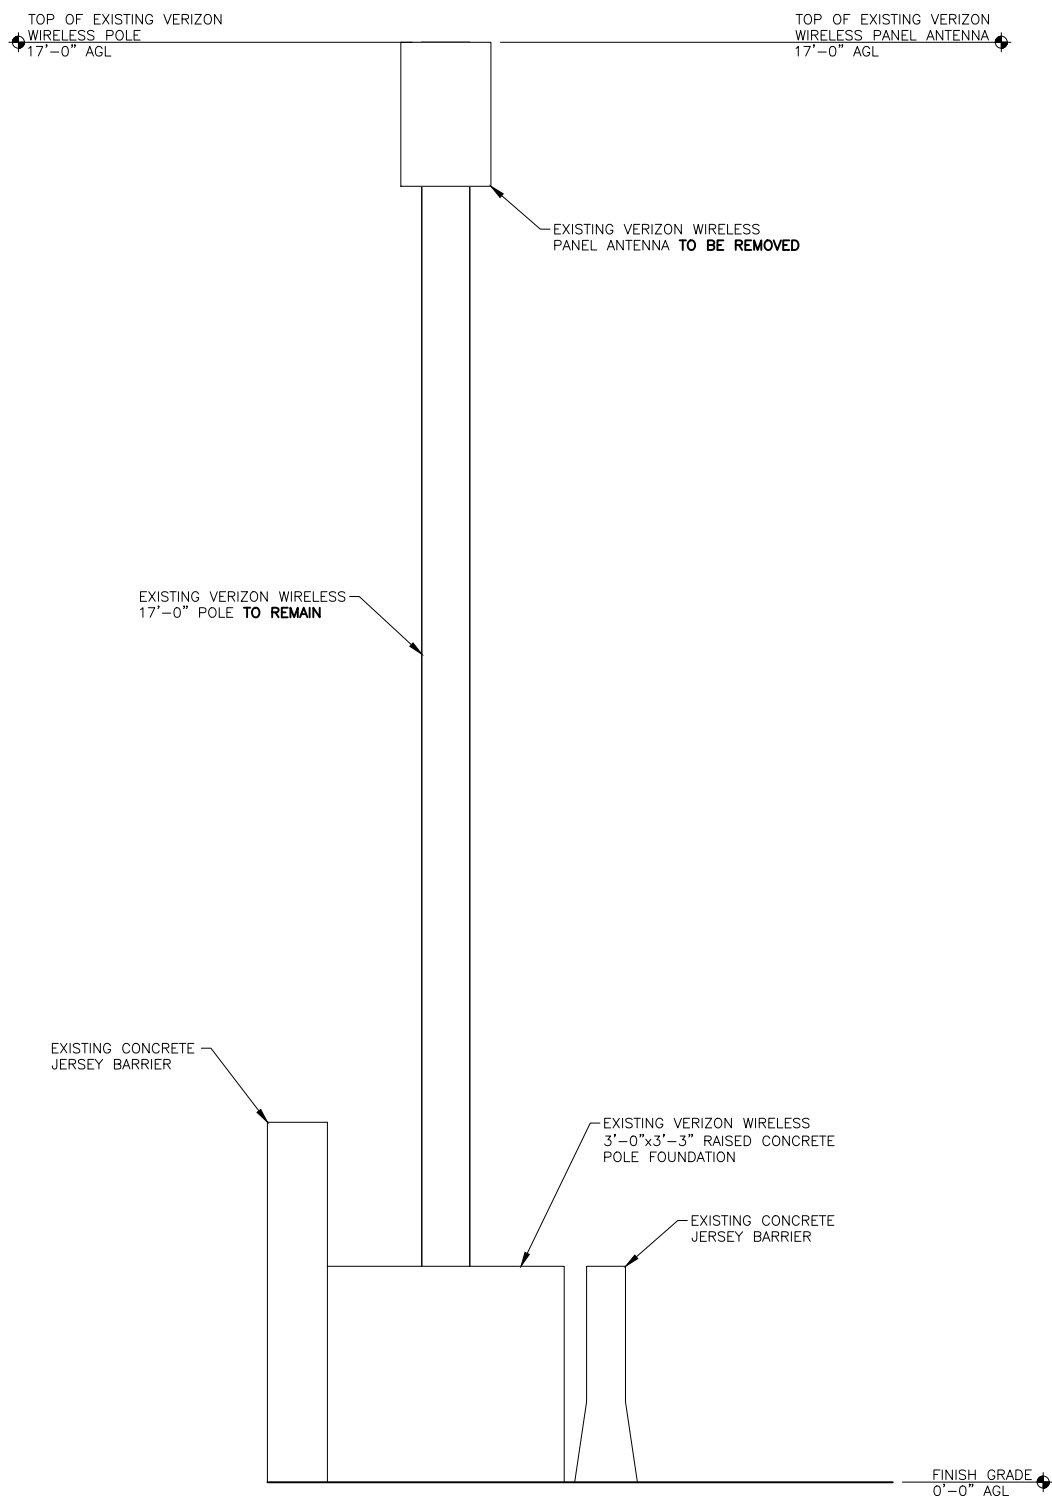 TOP OF EXISTING VERIZON
WIRELESS POLE
17'-0" AGL
TOP OF EXISTING VERIZON
WIRELESS PANEL ANTENNA
17'-0" AGL
EXISTING VERIZON WIRELESS
PANEL ANTENNA TO BE REMOVED
EXISTING VERIZON WIRELESS
17'-0" POLE TO REMAIN
EXISTING CONCRETE
JERSEY BARRIER
EXISTING VERIZON WIRELESS
3'-0"x3'-3" RAISED CONCRETE
POLE FOUNDATION
EXISTING CONCRETE
JERSEY BARRIER
FINISH GRADE
0'-0" AGL